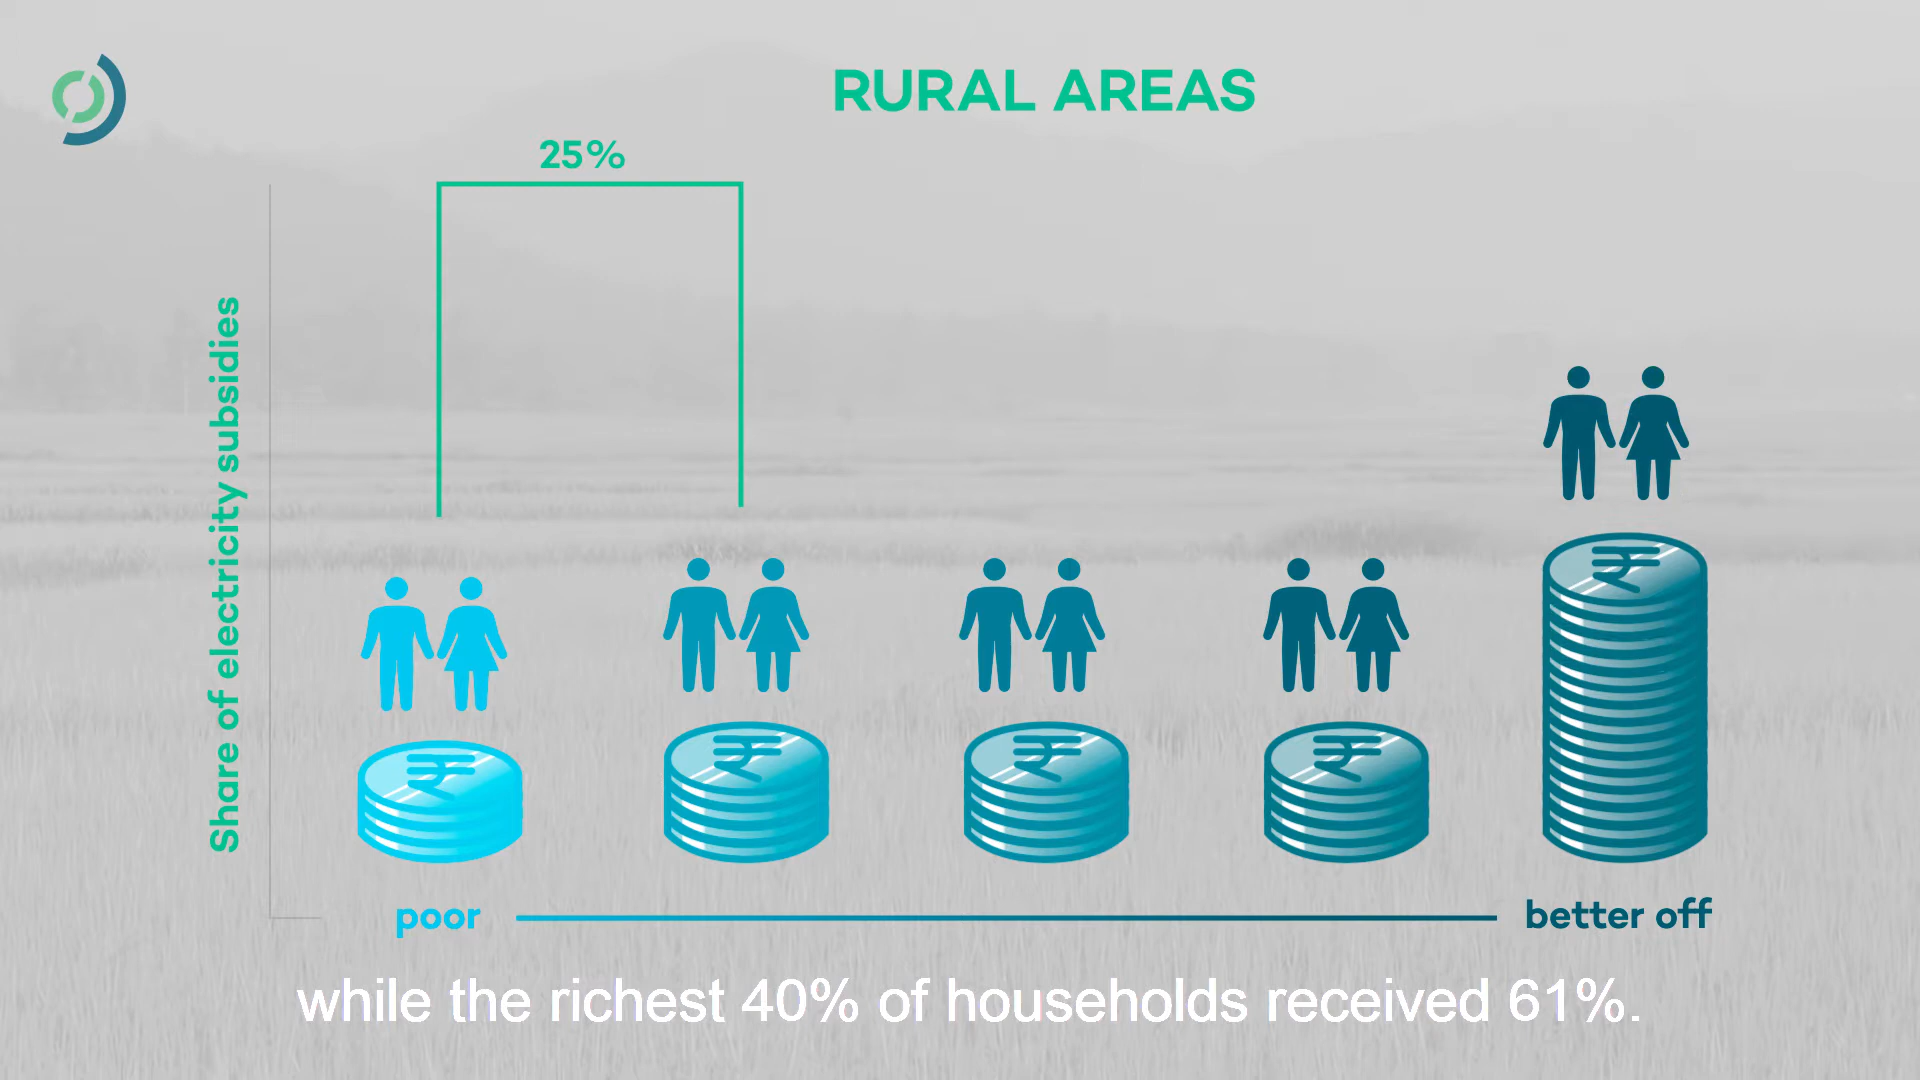 RURAL AREAS
25%
Share of electricity subsidies
₹ ₹ ₹ ₹ ₹
poor better off
while the richest 40% of households received 61%.